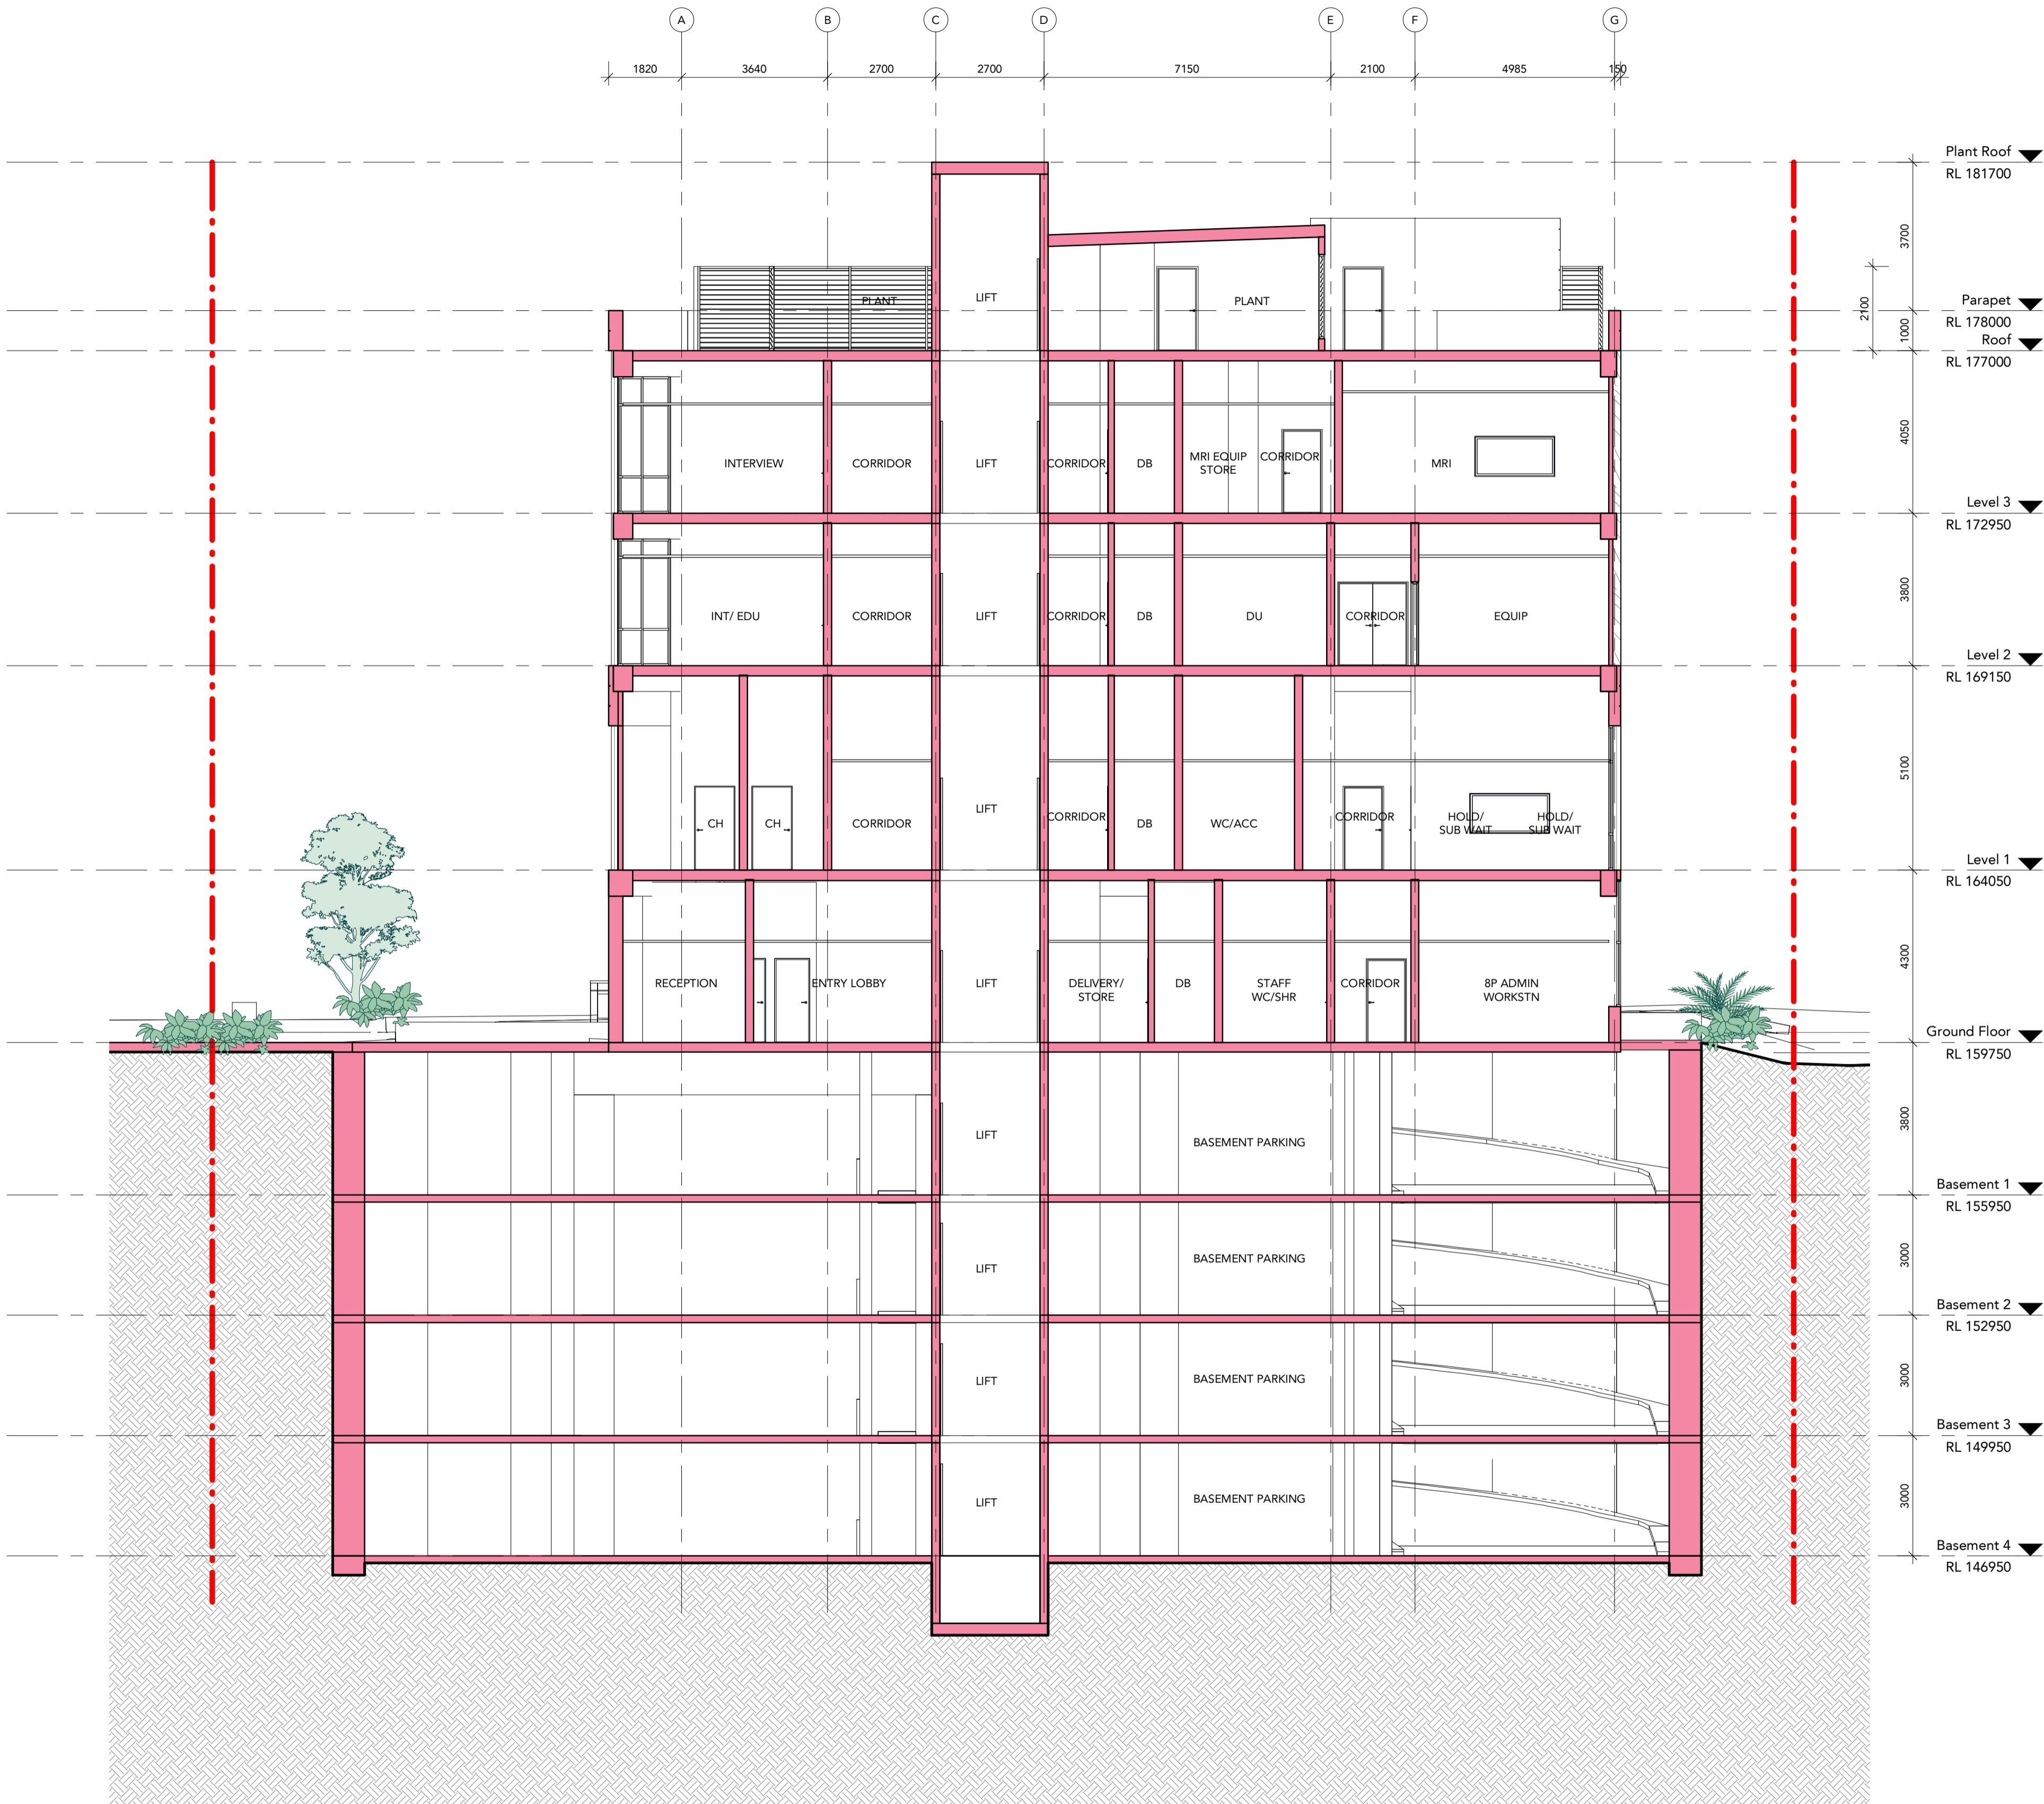 A B C D E F G
1820 3640 2700 2700 7150 2100 4985 150
Plant Roof
RL 181700
3700
PLANT LIFT PLANT
2100
Parapet
RL 178000
1000
Roof
RL 177000
4050
INTERVIEW CORRIDOR LIFT CORRIDOR DB MRI EQUIP STORE CORRIDOR MRI
Level 3
RL 172950
3800
INT/ EDU CORRIDOR LIFT CORRIDOR DB DU CORRIDOR EQUIP
Level 2
RL 169150
5100
CH CH CORRIDOR LIFT CORRIDOR DB WC/ACC CORRIDOR HOLD/ SUB WAIT HOLD/ SUB WAIT
Level 1
RL 164050
4300
RECEPTION ENTRY LOBBY LIFT DELIVERY/ STORE DB STAFF WC/SHR CORRIDOR 8P ADMIN WORKSTN
Ground Floor
RL 159750
3800
LIFT BASEMENT PARKING
Basement 1
RL 155950
3000
LIFT BASEMENT PARKING
Basement 2
RL 152950
3000
LIFT BASEMENT PARKING
Basement 3
RL 149950
3000
LIFT BASEMENT PARKING
Basement 4
RL 146950